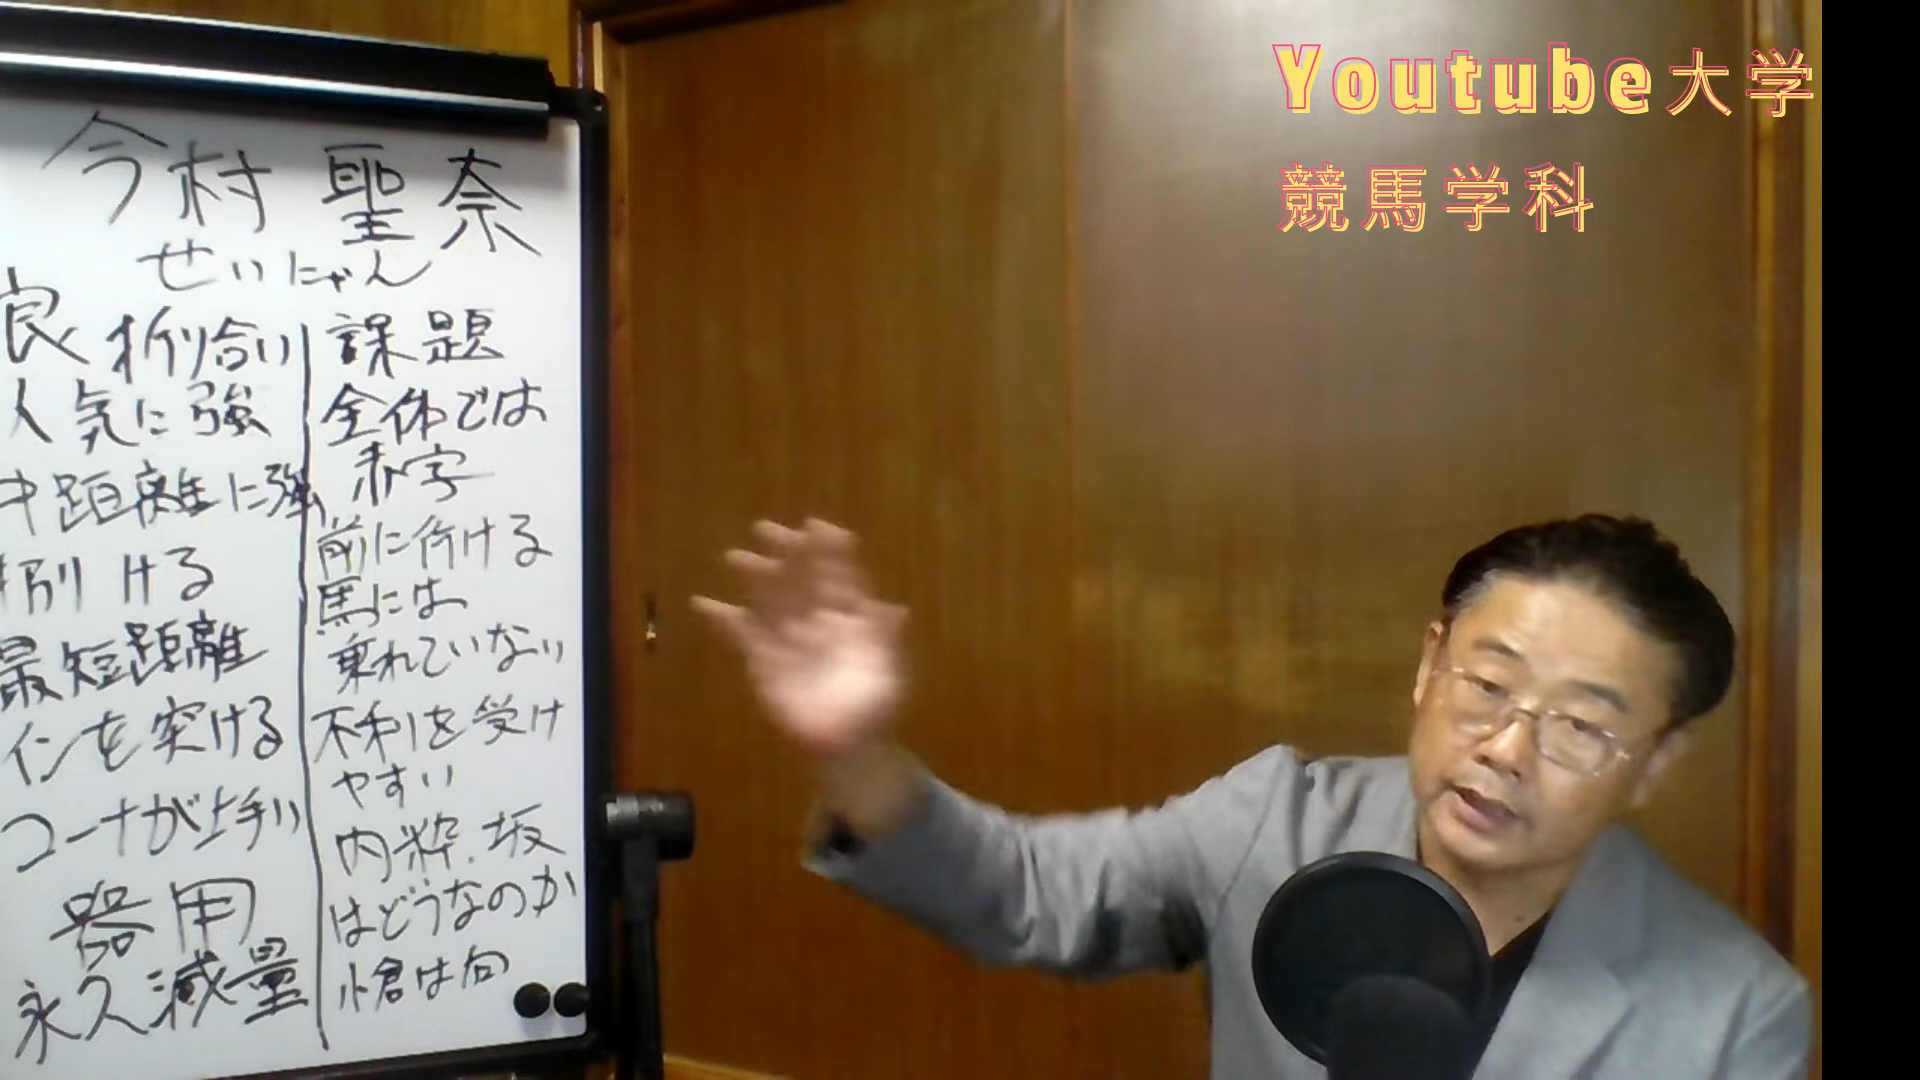 Youtube大学
競馬学科
今村 聖奈
せいにゃん
良 折り合い
人気に強
中距離に強
捌ける
最短距離
インを突ける
コーナが上手い
器用
永久減量
課題
全体では
赤字
前に行ける
馬には
乗れていない
不利を受け
やすい
内枠、坂
はどうなのか
小倉は向